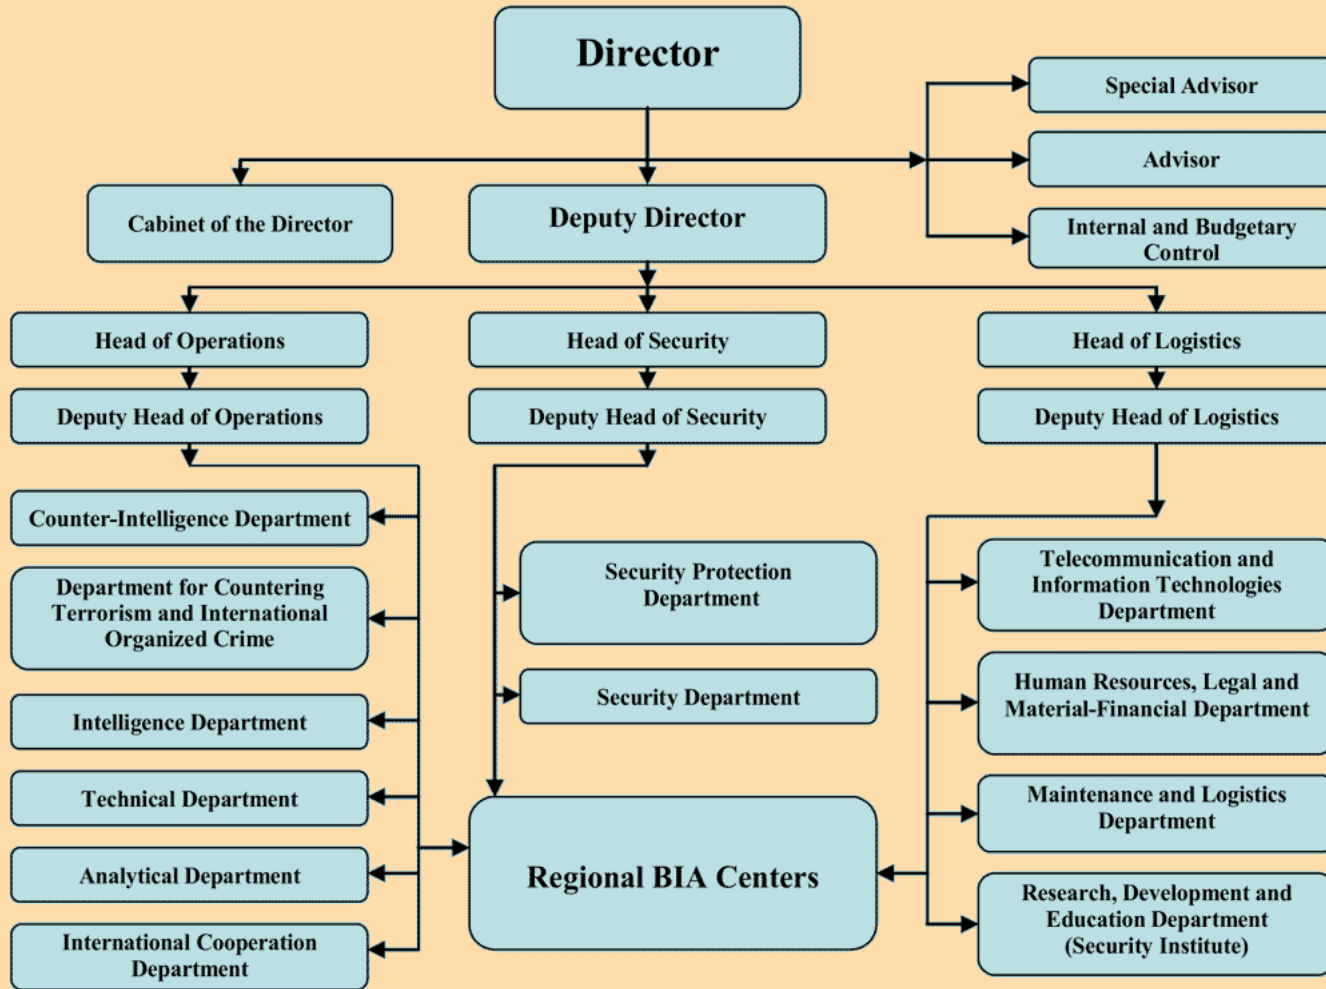 Director
Special Advisor
Advisor
Cabinet of the Director
Deputy Director
Internal and Budgetary
Control
Head of Operations
Head of Security
Head of Logistics
Deputy Head of Operations
Deputy Head of Security
Deputy Head of Logistics
Counter-Intelligence Department
Department for Countering
Terrorism and International
Organized Crime
Intelligence Department
Technical Department
Analytical Department
International Cooperation
Department
Security Protection
Department
Security Department
Regional BIA Centers
Telecommunication and
Information Technologies
Department
Human Resources, Legal and
Material-Financial Department
Maintenance and Logistics
Department
Research, Development and
Education Department
(Security Institute)